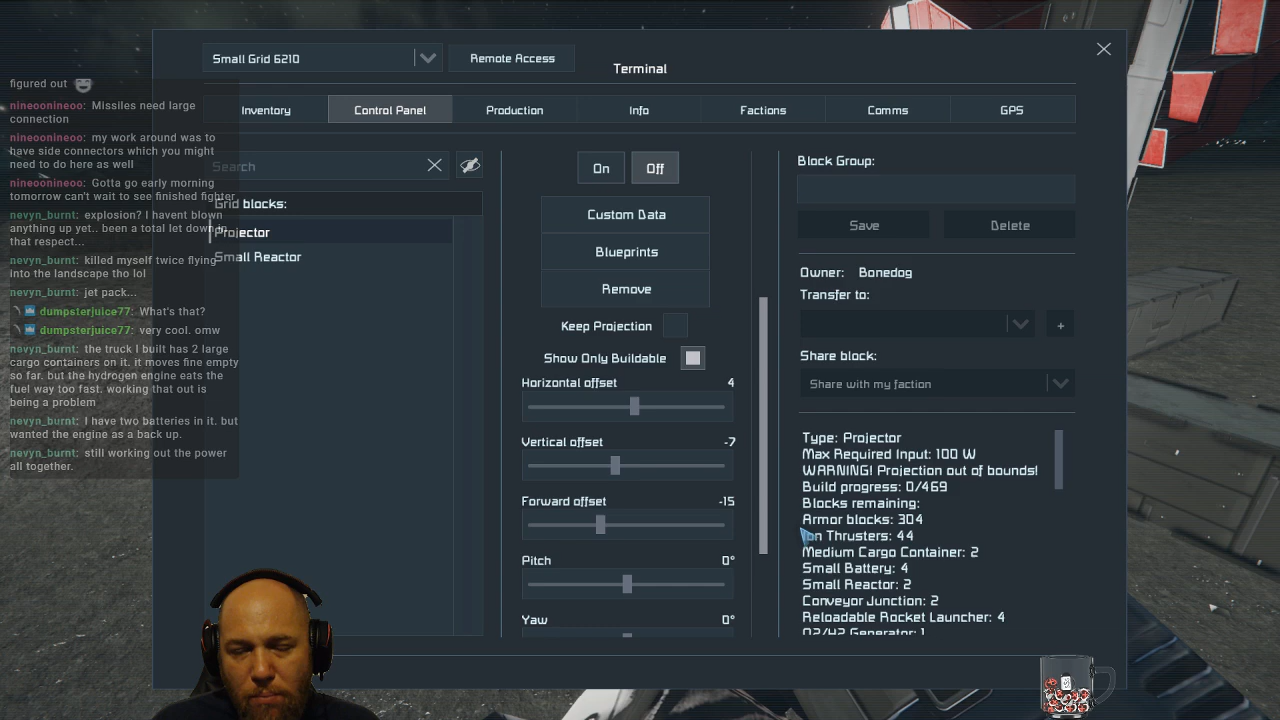 Small Grid 6210
Remote Access
Terminal
Inventory
Control Panel
Production
Info
Factions
Comms
GPS
figured out
nineoonineoo: Missiles need large
connection
nineoonineoo: my work around was to
have side connectors which you might
need to do here as well
nineoonineoo: Gotta go early morning
tomorrow can't wait to see finished fighter
nevyn_burnt: explosion? I havent blown
anything up yet.. been a total let down in
that respect...
nevyn_burnt: killed myself twice flying
into the landscape tho lol
nevyn_burnt: jet pack...
dumpsterjuice77: What's that?
dumpsterjuice77: very cool. omw
nevyn_burnt: the truck I built has 2 large
cargo containers on it. it moves fine empty
so far. but the hydrogen engine eats the
fuel way too fast. working that out is
being a problem
nevyn_burnt: I have two batteries in it. but
wanted the engine as a back up.
nevyn_burnt: still working out the power
all together.
Search
Grid blocks:
Projector
Small Reactor
On
Off
Custom Data
Blueprints
Remove
Keep Projection
Show Only Buildable
Horizontal offset 4
Vertical offset -7
Forward offset -15
Pitch 0°
Yaw 0°
Block Group:
Save
Delete
Owner: Bonedog
Transfer to:
+
Share block:
Share with my faction
Type: Projector
Max Required Input: 100 W
WARNING! Projection out of bounds!
Build progress: 0/469
Blocks remaining:
Armor blocks: 304
Ion Thrusters: 44
Medium Cargo Container: 2
Small Battery: 4
Small Reactor: 2
Conveyor Junction: 2
Reloadable Rocket Launcher: 4
O2/H2 Generator: 1